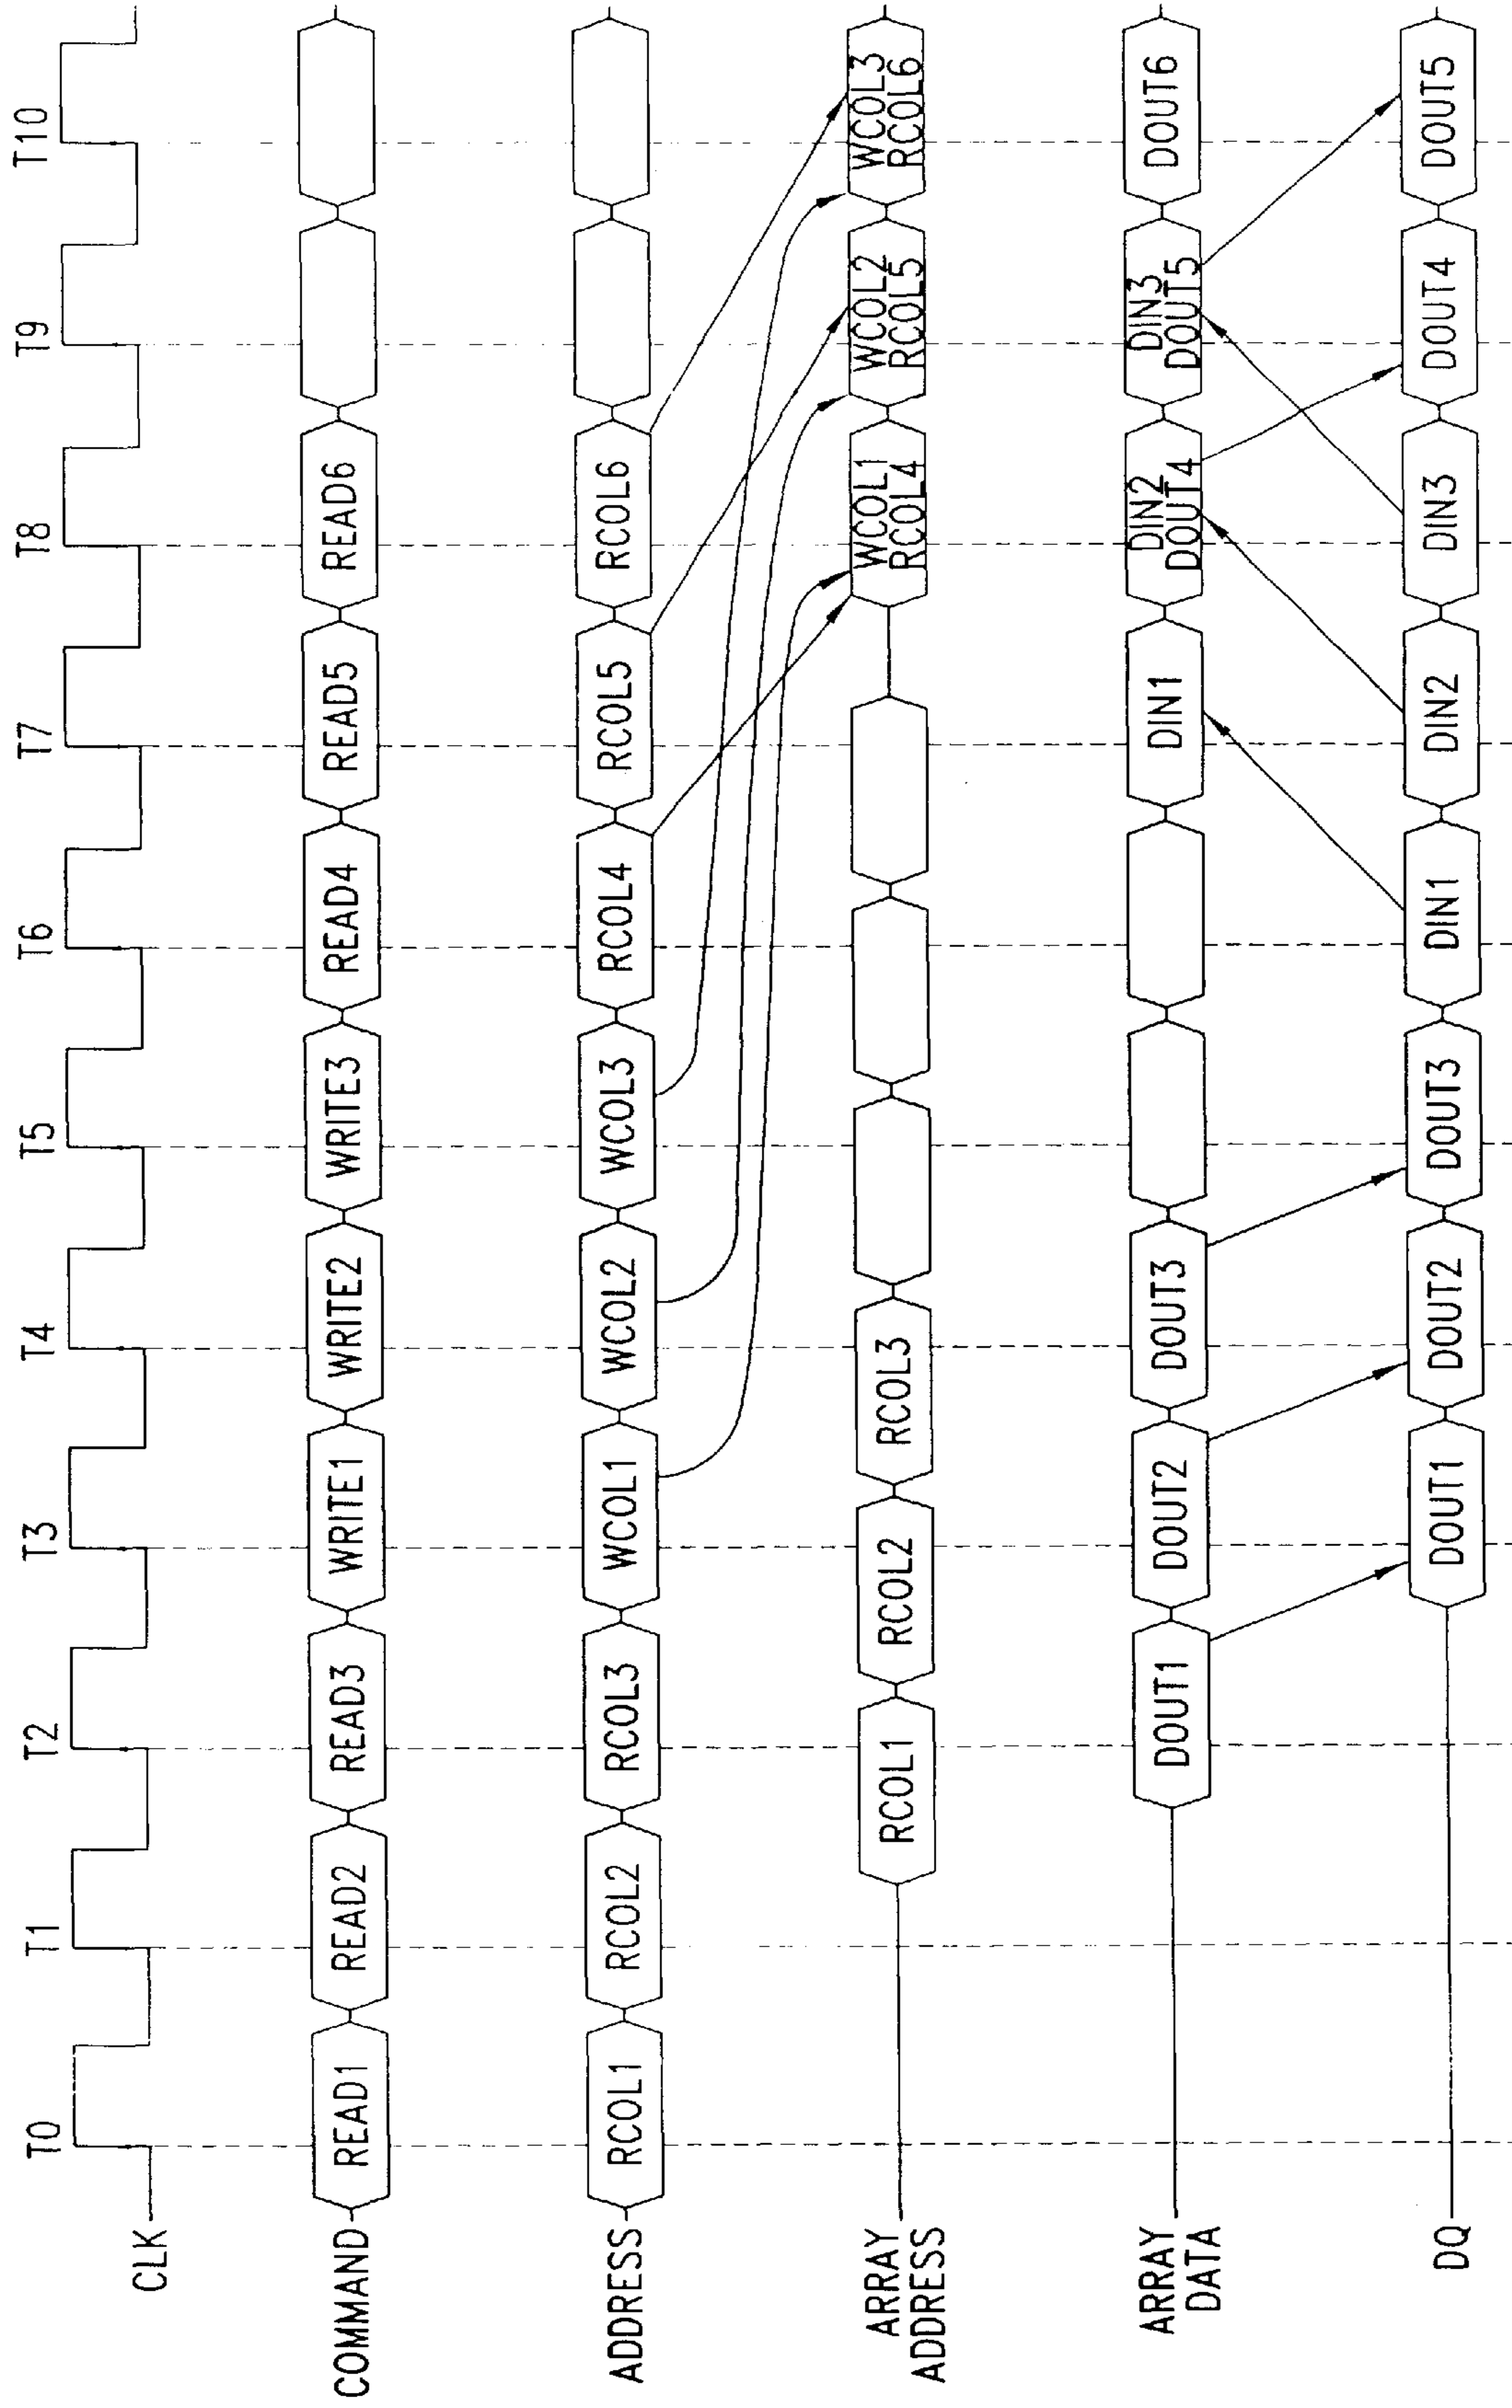 T0 T1 T2 T3 T4 T5 T6 T7 T8 T9 T10
CLK
COMMAND READ1 READ2 READ3 WRITE1 WRITE2 WRITE3 READ4 READ5 READ6
ADDRESS RCOL1 RCOL2 RCOL3 WCOL1 WCOL2 WCOL3 RCOL4 RCOL5 RCOL6
ARRAY WCOL1 WCOL2 WCOL3
ADDRESS RCOL1 RCOL2 RCOL3 RCOL4 RCOL5 RCOL6
ARRAY DIN2 DIN3
DATA DOUT1 DOUT2 DOUT3 DIN1 DOUT4 DOUT5 DOUT6
DQ DOUT1 DOUT2 DOUT3 DIN1 DIN2 DIN3 DOUT4 DOUT5